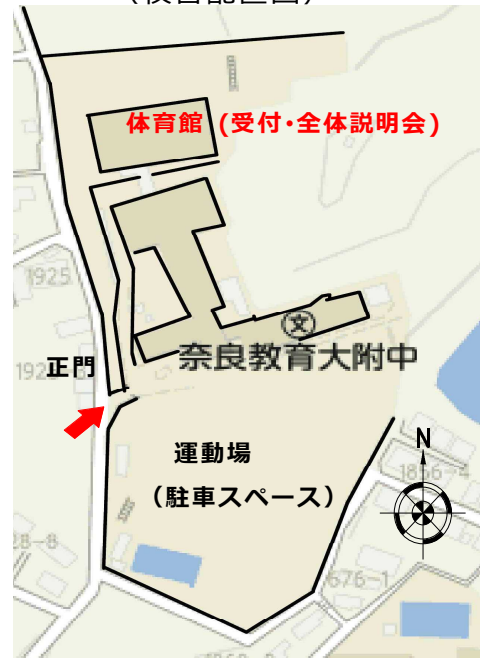 (校舎配置図)
体育館 (受付・全体説明会)
1925
正門
奈良教育大附中
運動場
(駐車スペース)
N
1856-4
28-8
676-1